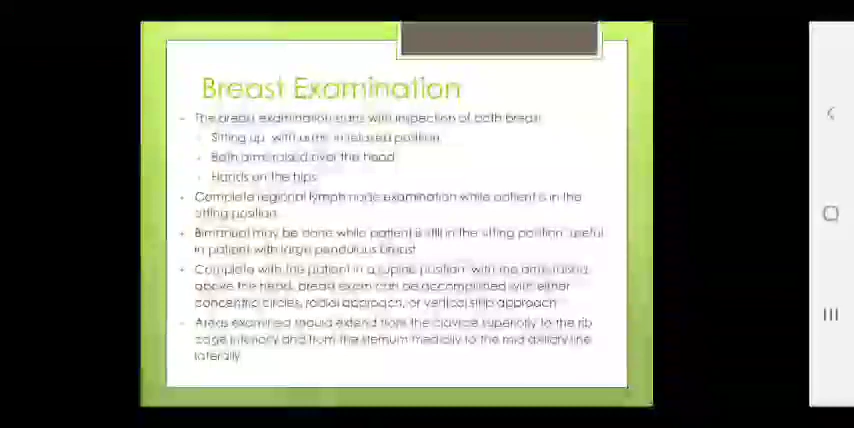 Breast Examination
The breast examination starts with inspection of both breast
Sitting up with arms in relaxed position
Both arms raised over the head
Hands on the hips
Complete regional lymph node examination while patient is in the
sitting position
Bimanual may be done while patient is still in the sitting position useful
in patient with large pendulous breast
Complete with the patient in a supine position with the arm raised
above the head, breast exam can be accomplished with either
concentric circles, radial approach, or vertical strip approach
Areas examined should extend from the clavicle superiorly to the rib
cage inferiorly and from the sternum medially to the mid axillary line
laterally